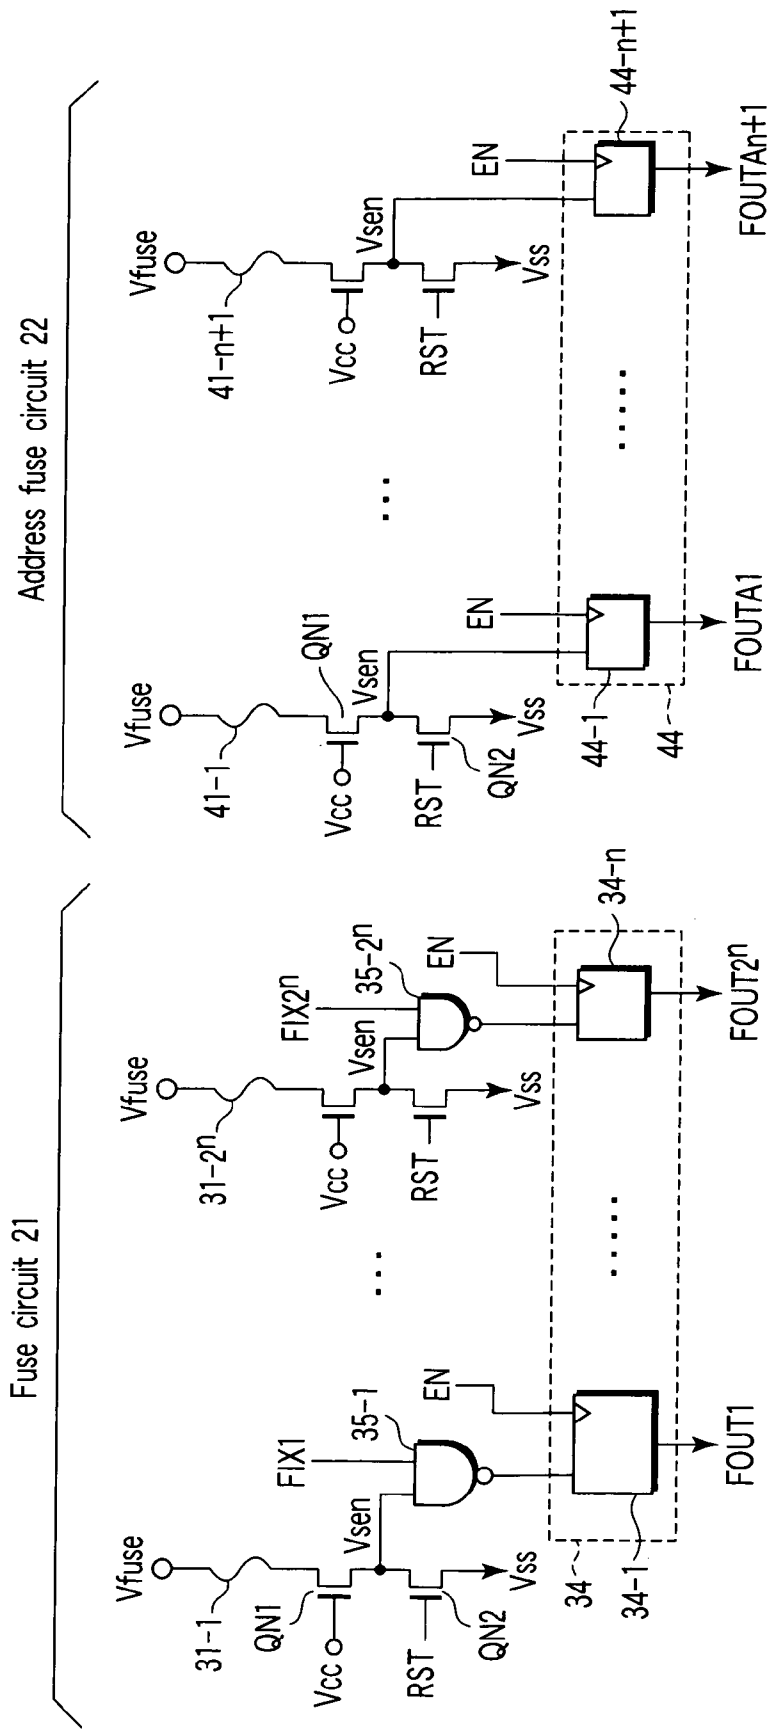 Fuse circuit 21
Vfuse
31-1
QN1
Vcc
Vsen
RST
QN2
Vss
FIX1
35-1
EN
34
34-1
FOUT1
...
Vfuse
31-2ⁿ
Vcc
Vsen
RST
Vss
FIX2ⁿ
35-2ⁿ
EN
.....
34-n
FOUT2ⁿ
Address fuse circuit 22
Vfuse
41-1
QN1
Vcc
Vsen
RST
QN2
Vss
EN
44-1
44
FOUTA1
...
Vfuse
41-n+1
Vcc
Vsen
RST
Vss
EN
.....
44-n+1
FOUTAn+1